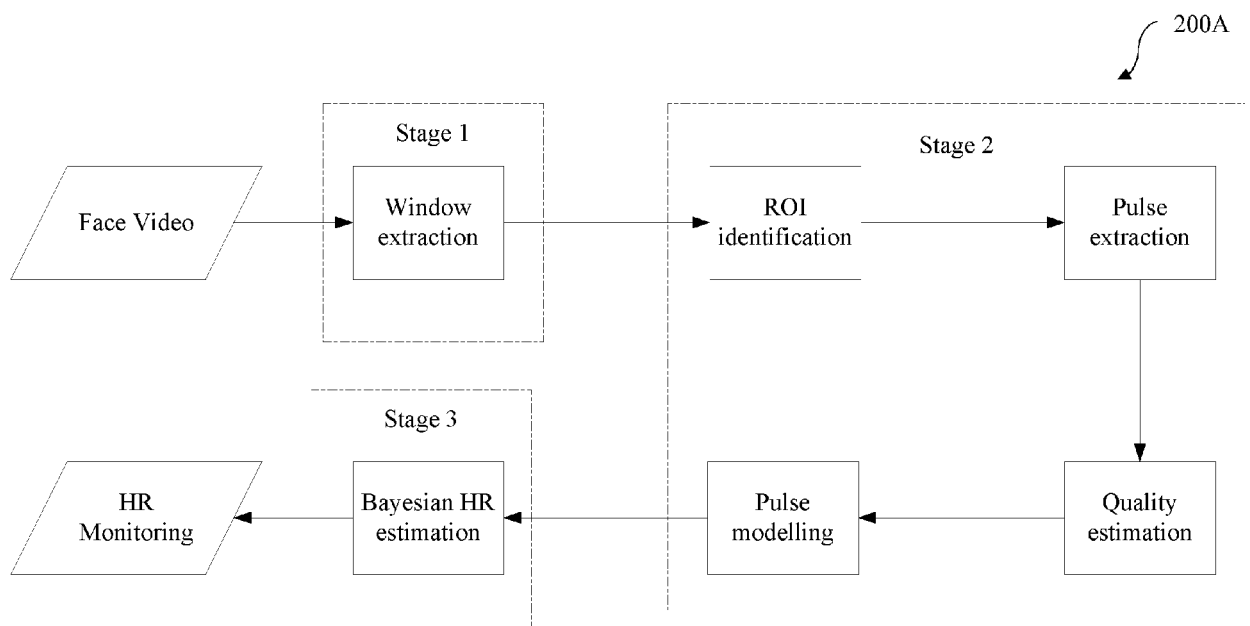 200A
Stage 1
Stage 2
Face Video
Window
extraction
ROI
identification
Pulse
extraction
Stage 3
HR
Monitoring
Bayesian HR
estimation
Pulse
modelling
Quality
estimation